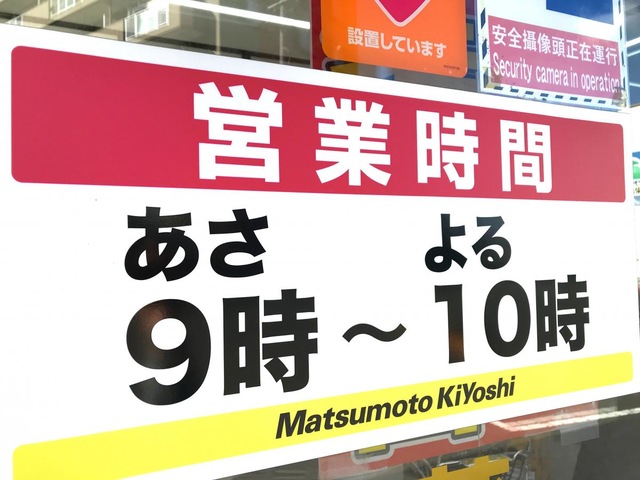 設置しています
安全攝像頭正在運行
Security camera in operation
営業時間
あさ よる
9時～10時
Matsumoto KiYoshi